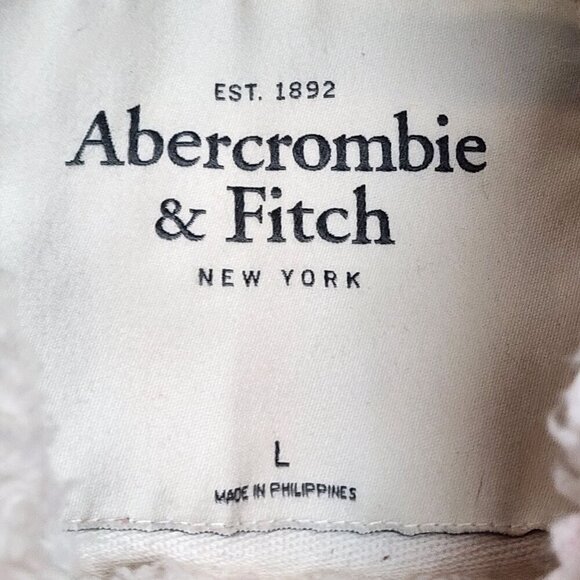 EST. 1892
Abercrombie
& Fitch
NEW YORK
L
MADE IN PHILIPPINES